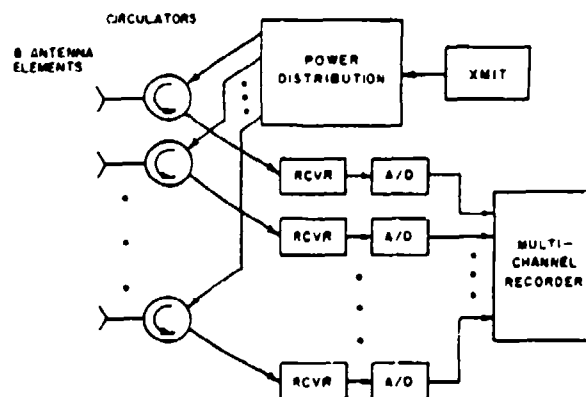 CIRCULATORS
8 ANTENNA
ELEMENTS
POWER
DISTRIBUTION
XMIT
RCVR
A/D
RCVR
A/D
MULTI-
CHANNEL
RECORDER
RCVR
A/D